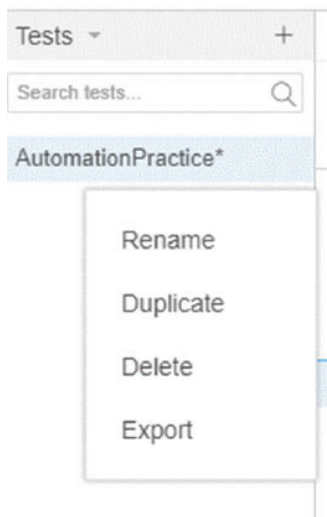 Tests
Search tests...
AutomationPractice*
Rename
Duplicate
Delete
Export